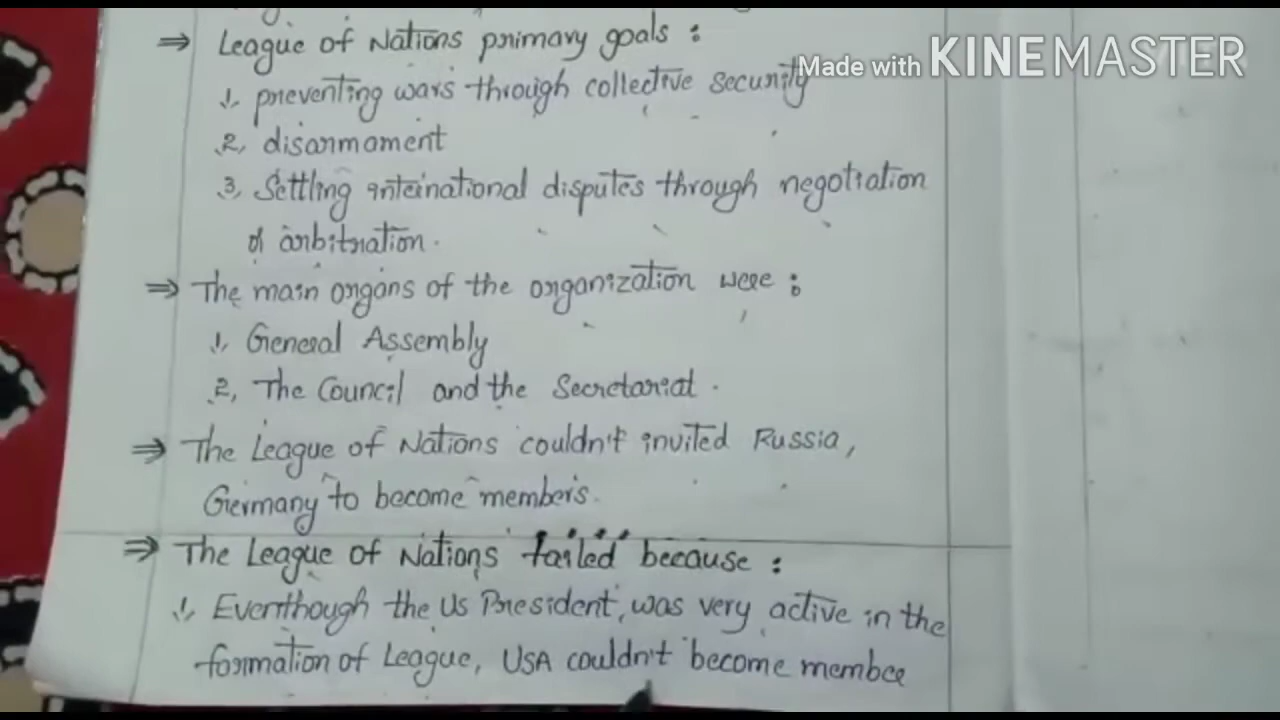 ⇒ League of Nations primary goals :
Made with KINEMASTER
1, preventing wars through collective security
2, disarmament
3, Settling international disputes through negotiation
& arbitration.
⇒ The main organs of the organization were :
1, General Assembly
2, The Council and the Secretariat.
⇒ The League of Nations couldn't invited Russia,
Germany to become members.
⇒ The League of Nations failed because :
1, Eventhough the US President, was very active in the
formation of League, USA couldn't become member